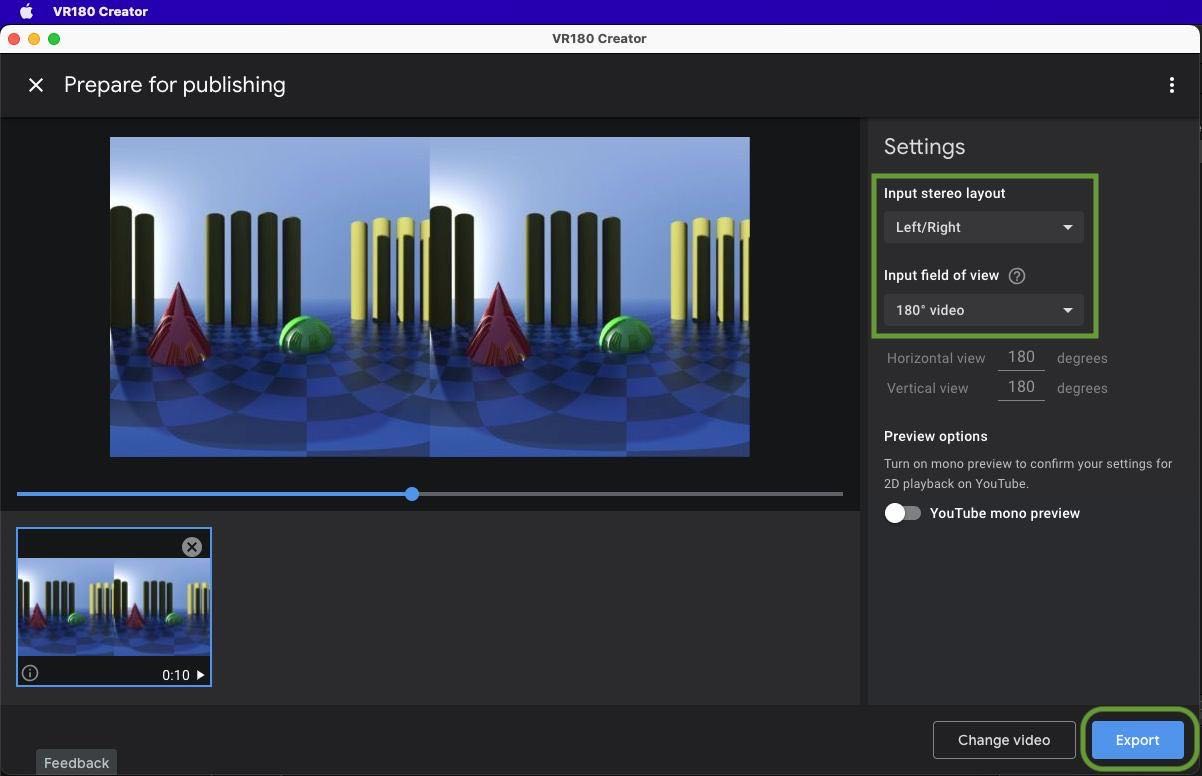 VR180 Creator
VR180 Creator
Prepare for publishing
Settings
Input stereo layout
Left/Right
Input field of view
180° video
Horizontal view 180 degrees
Vertical view 180 degrees
Preview options
Turn on mono preview to confirm your settings for
2D playback on YouTube.
YouTube mono preview
0:10
Change video
Export
Feedback